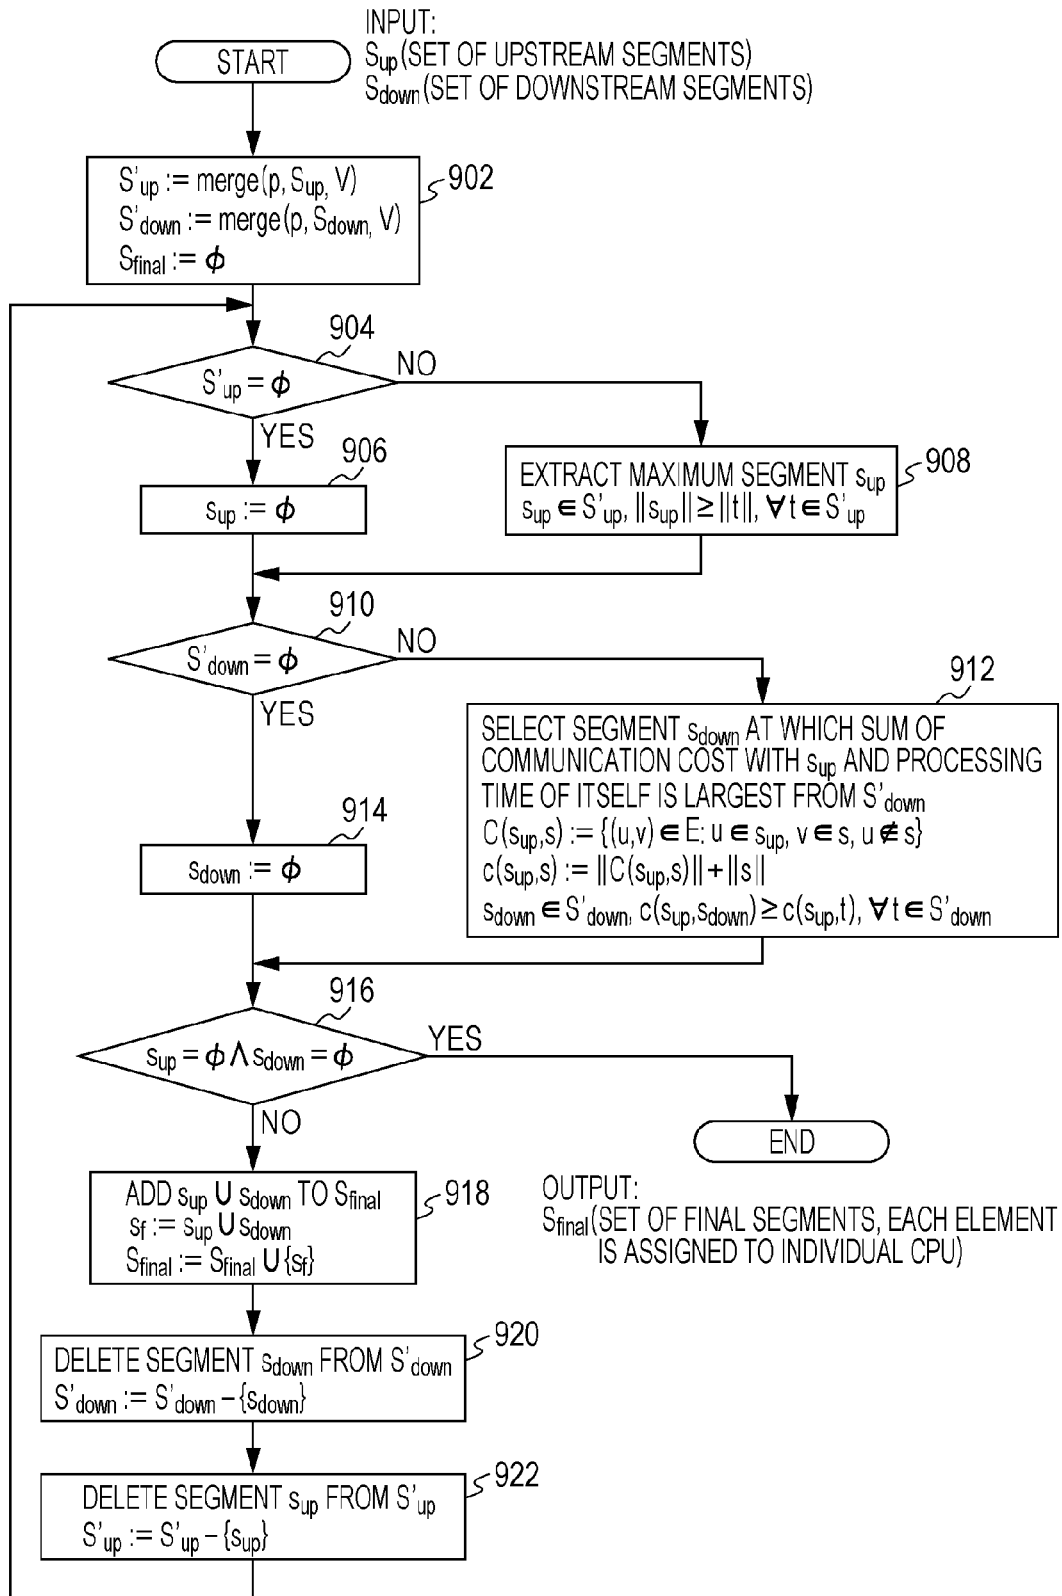 INPUT:
START
Sup(SET OF UPSTREAM SEGMENTS)
Sdown(SET OF DOWNSTREAM SEGMENTS)
S'up := merge(p, Sup, V)
902
S'down := merge(p, Sdown, V)
Sfinal := ϕ
904
S'up = ϕ
NO
YES
906
sup := ϕ
EXTRACT MAXIMUM SEGMENT sup
908
sup ∈ S'up, ||sup|| ≥ ||t||, ∀t ∈ S'up
910
S'down = ϕ
NO
YES
912
SELECT SEGMENT sdown AT WHICH SUM OF
COMMUNICATION COST WITH sup AND PROCESSING
TIME OF ITSELF IS LARGEST FROM S'down
C(sup,s) := {(u,v) ∈ E: u ∈ sup, v ∈ s, u ∉ s}
c(sup,s) := ||C(sup,s)|| + ||s||
sdown ∈ S'down, c(sup,sdown) ≥ c(sup,t), ∀t ∈ S'down
914
sdown := ϕ
916
sup = ϕ ∧ sdown = ϕ
YES
NO
END
ADD sup ∪ sdown TO Sfinal
918
sf := sup ∪ sdown
Sfinal := Sfinal ∪ {sf}
OUTPUT:
Sfinal(SET OF FINAL SEGMENTS, EACH ELEMENT
IS ASSIGNED TO INDIVIDUAL CPU)
920
DELETE SEGMENT sdown FROM S'down
S'down := S'down – {sdown}
922
DELETE SEGMENT sup FROM S'up
S'up := S'up – {sup}